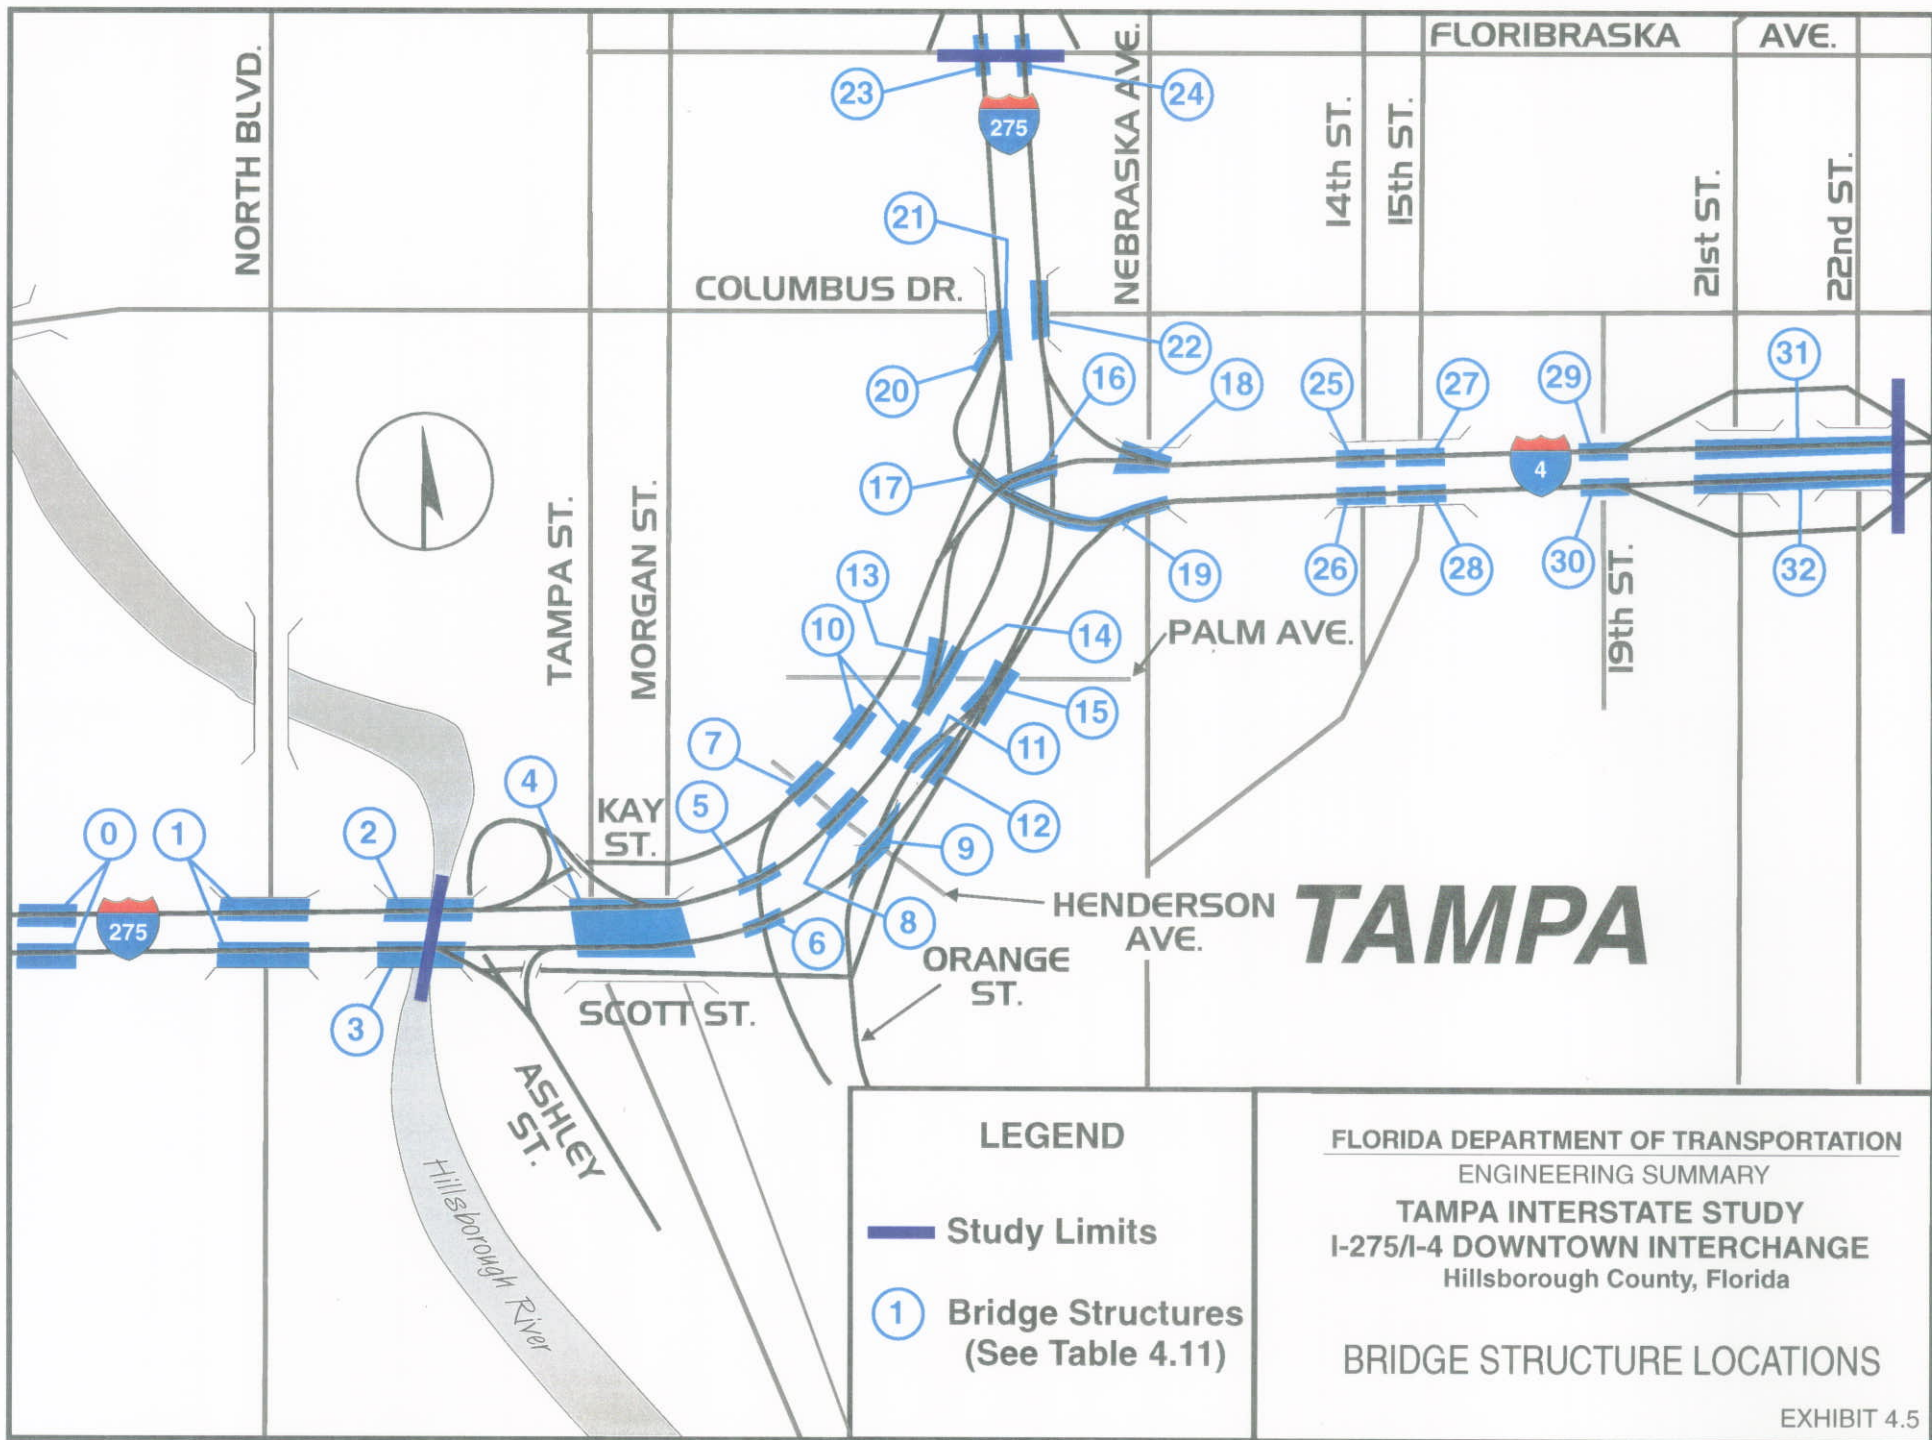 FLORIBRASKA AVE.
NORTH BLVD.
NEBRASKA AVE.
23
24
275
14th ST.
15th ST.
21st ST.
22nd ST.
21
COLUMBUS DR.
22
20
16
18
25
27
29
31
17
4
TAMPA ST.
MORGAN ST.
13
19
26
28
30
32
19th ST.
10
14
PALM AVE.
15
7
11
4
5
KAY
ST.
12
0
1
2
9
275
6
8
HENDERSON
AVE.
TAMPA
ORANGE
ST.
3
SCOTT ST.
ASHLEY
ST.
Hillsborough River
LEGEND
Study Limits
1
Bridge Structures
(See Table 4.11)
FLORIDA DEPARTMENT OF TRANSPORTATION
ENGINEERING SUMMARY
TAMPA INTERSTATE STUDY
I-275/I-4 DOWNTOWN INTERCHANGE
Hillsborough County, Florida
BRIDGE STRUCTURE LOCATIONS
EXHIBIT 4.5